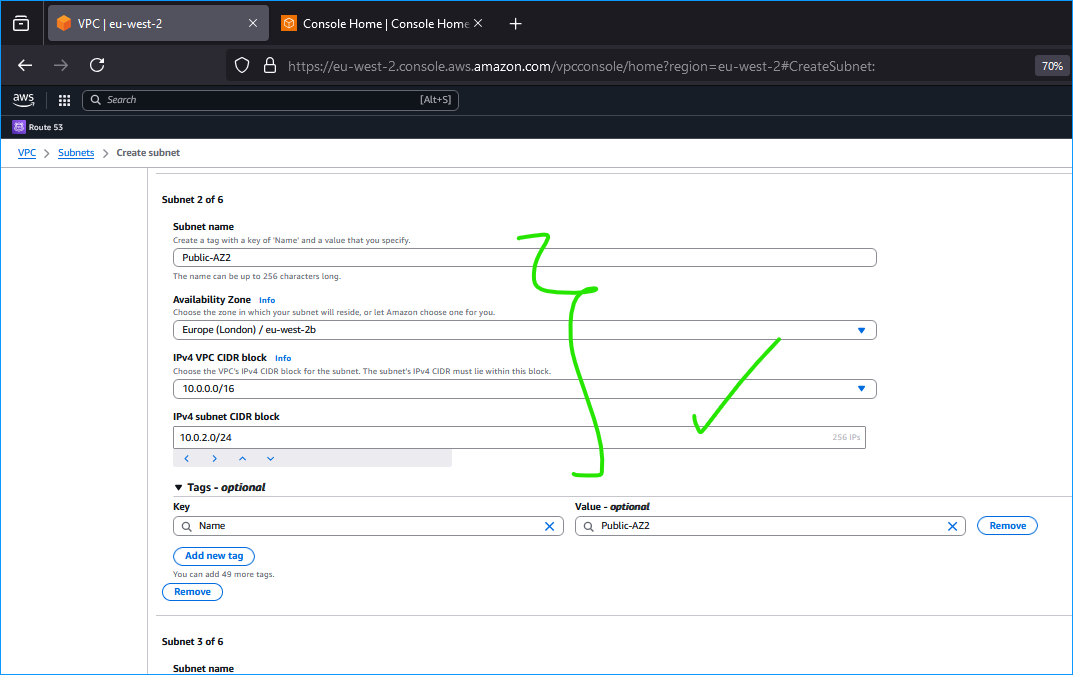 VPC | eu-west-2
Console Home | Console Home
https://eu-west-2.console.aws.amazon.com/vpcconsole/home?region=eu-west-2#CreateSubnet:
70%
aws
Search
[Alt+S]
Route 53
VPC
Subnets
Create subnet
Subnet 2 of 6
Subnet name
Create a tag with a key of 'Name' and a value that you specify.
Public-AZ2
The name can be up to 256 characters long.
Availability Zone Info
Choose the zone in which your subnet will reside, or let Amazon choose one for you.
Europe (London) / eu-west-2b
IPv4 VPC CIDR block Info
Choose the VPC's IPv4 CIDR block for the subnet. The subnet's IPv4 CIDR must lie within this block.
10.0.0.0/16
IPv4 subnet CIDR block
10.0.2.0/24
256 IPs
Tags - optional
Key
Value - optional
Name
Public-AZ2
Remove
Add new tag
You can add 49 more tags.
Remove
Subnet 3 of 6
Subnet name